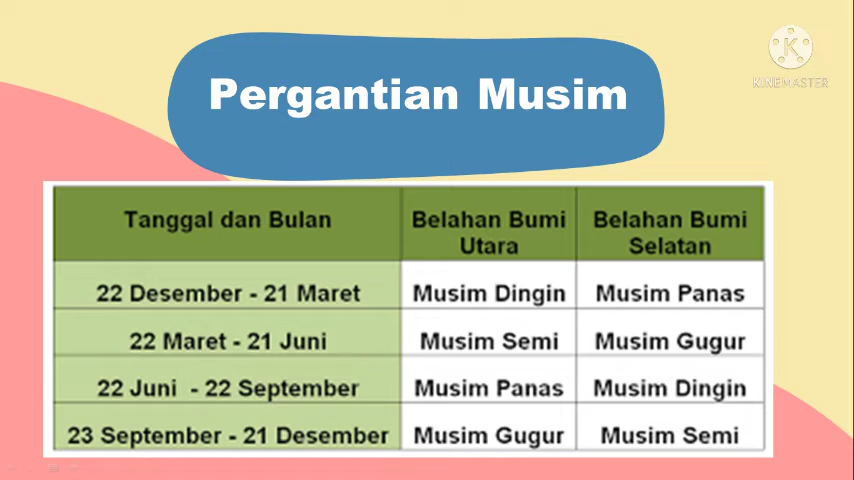 Pergantian Musim
KINEMASTER
Tanggal dan Bulan Belahan Bumi Utara Belahan Bumi Selatan
22 Desember - 21 Maret Musim Dingin Musim Panas
22 Maret - 21 Juni Musim Semi Musim Gugur
22 Juni - 22 September Musim Panas Musim Dingin
23 September - 21 Desember Musim Gugur Musim Semi